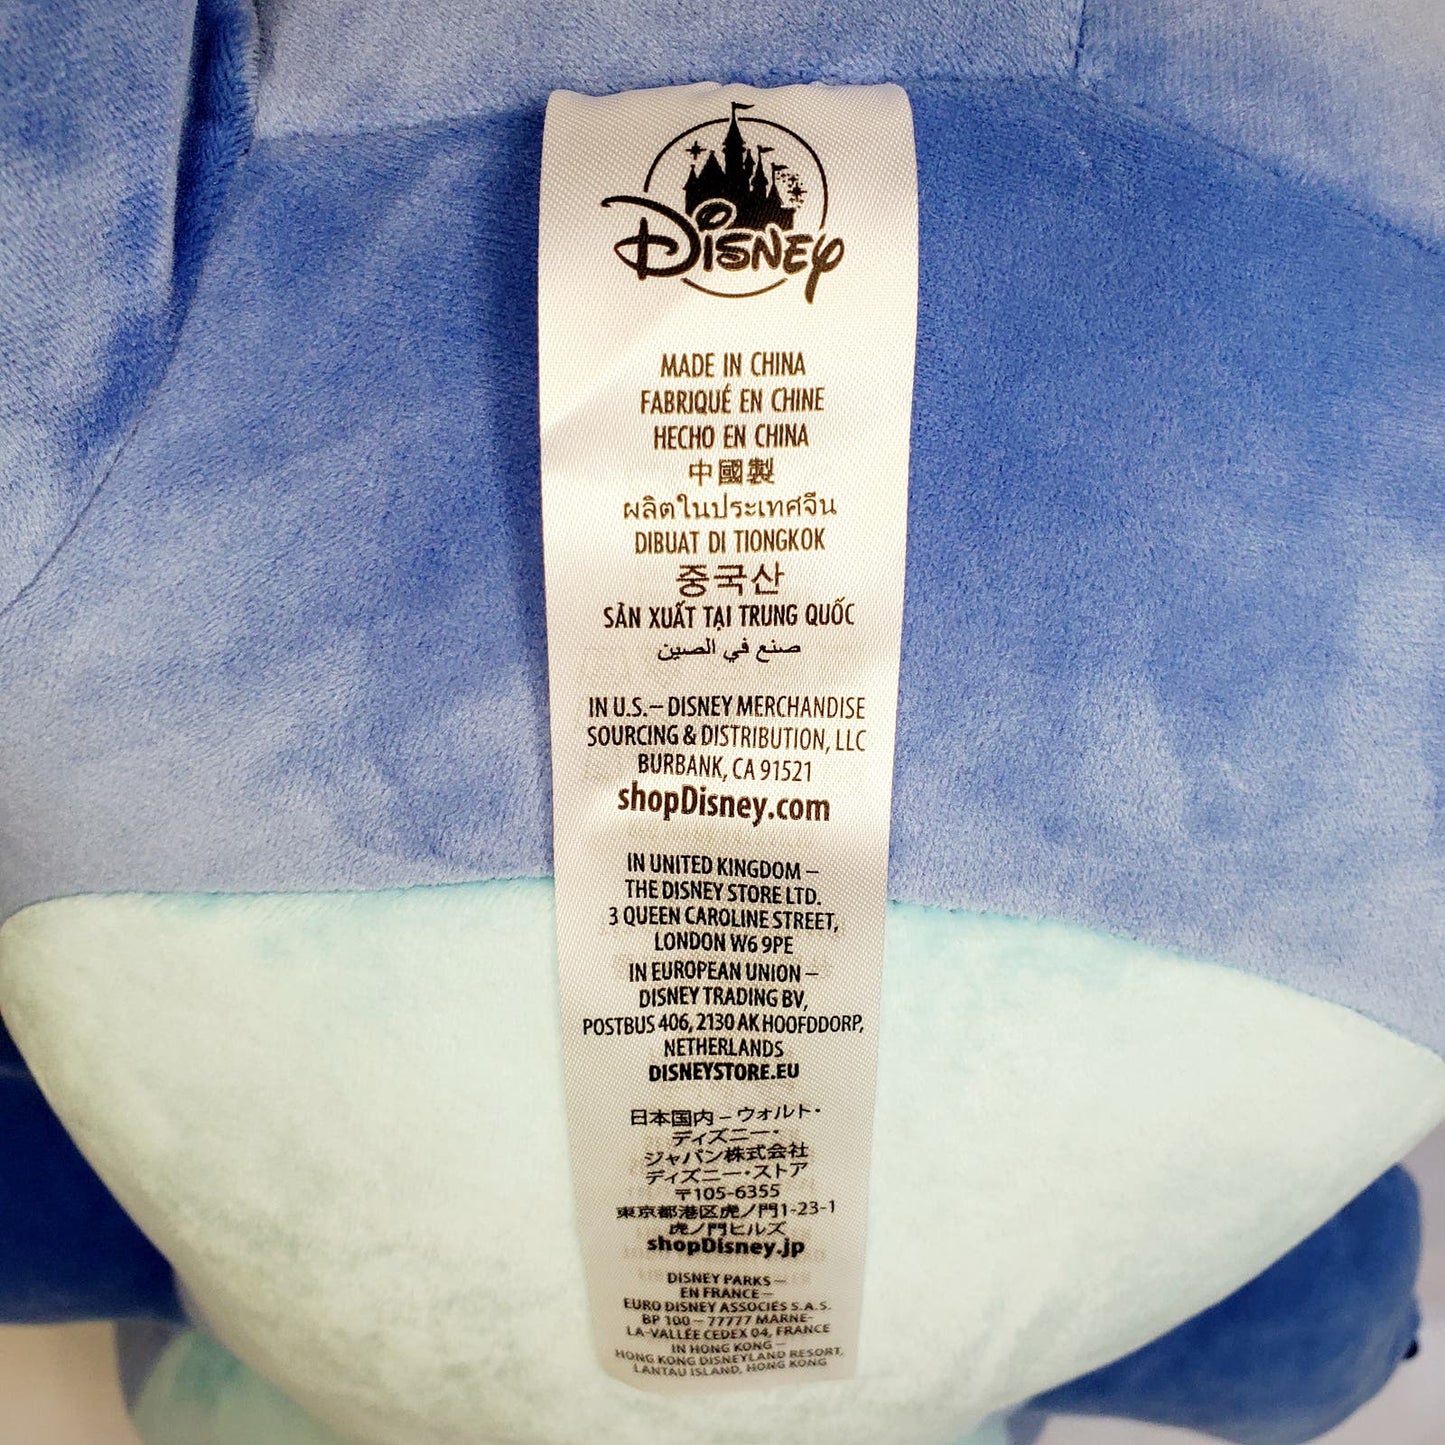 Disney
MADE IN CHINA
FABRIQUÉ EN CHINE
HECHO EN CHINA
中國製
ผลิตในประเทศจีน
DIBUAT DI TIONGKOK
중국산
SẢN XUẤT TẠI TRUNG QUỐC
صنع في الصين
IN U.S.– DISNEY MERCHANDISE
SOURCING & DISTRIBUTION, LLC
BURBANK, CA 91521
shopDisney.com
IN UNITED KINGDOM –
THE DISNEY STORE LTD.
3 QUEEN CAROLINE STREET,
LONDON W6 9PE
IN EUROPEAN UNION –
DISNEY TRADING BV,
POSTBUS 406, 2130 AK HOOFDDORP,
NETHERLANDS
DISNEYSTORE.EU
日本国内 – ウォルト・
ディズニー・
ジャパン株式会社
ディズニー・ストア
〒105-6355
東京都港区虎ノ門1-23-1
虎ノ門ヒルズ
shopDisney.jp
DISNEY PARKS –
EN FRANCE –
EURO DISNEY ASSOCIÉS S.A.S.
BP 100 – 77777 MARNE-
LA-VALLÉE CEDEX 04, FRANCE
IN HONG KONG –
HONG KONG DISNEYLAND RESORT,
LANTAU ISLAND, HONG KONG